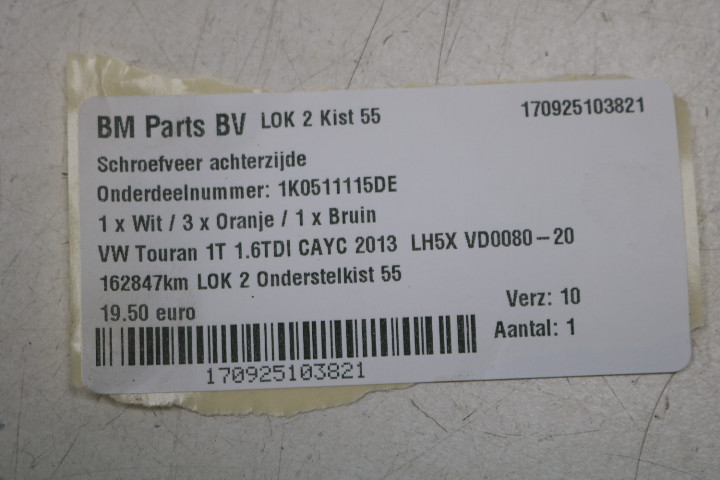 BM Parts BV LOK 2 Kist 55 170925103821
Schroefveer achterzijde
Onderdeelnummer: 1K0511115DE
1 x Wit / 3 x Oranje / 1 x Bruin
VW Touran 1T 1.6TDI CAYC 2013 LH5X VD0080-20
162847km LOK 2 Onderstelkist 55
19.50 euro Verz: 10
Aantal: 1
170925103821